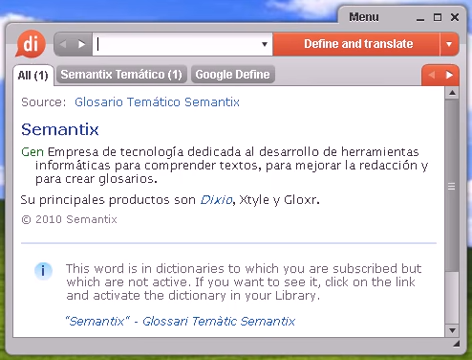 Menu
di
Define and translate
All (1)
Semantix Temático (1)
Google Define
Source: Glosario Temático Semantix
Semantix
Gen Empresa de tecnología dedicada al desarrollo de herramientas
informáticas para comprender textos, para mejorar la redacción y
para crear glosarios.
Su principales productos son Dixio, Xtyle y Gloxr.
© 2010 Semantix
i
This word is in dictionaries to which you are subscribed but
which are not active. If you want to see it, click on the link
and activate the dictionary in your Library.
"Semantix" - Glossari Temàtic Semantix